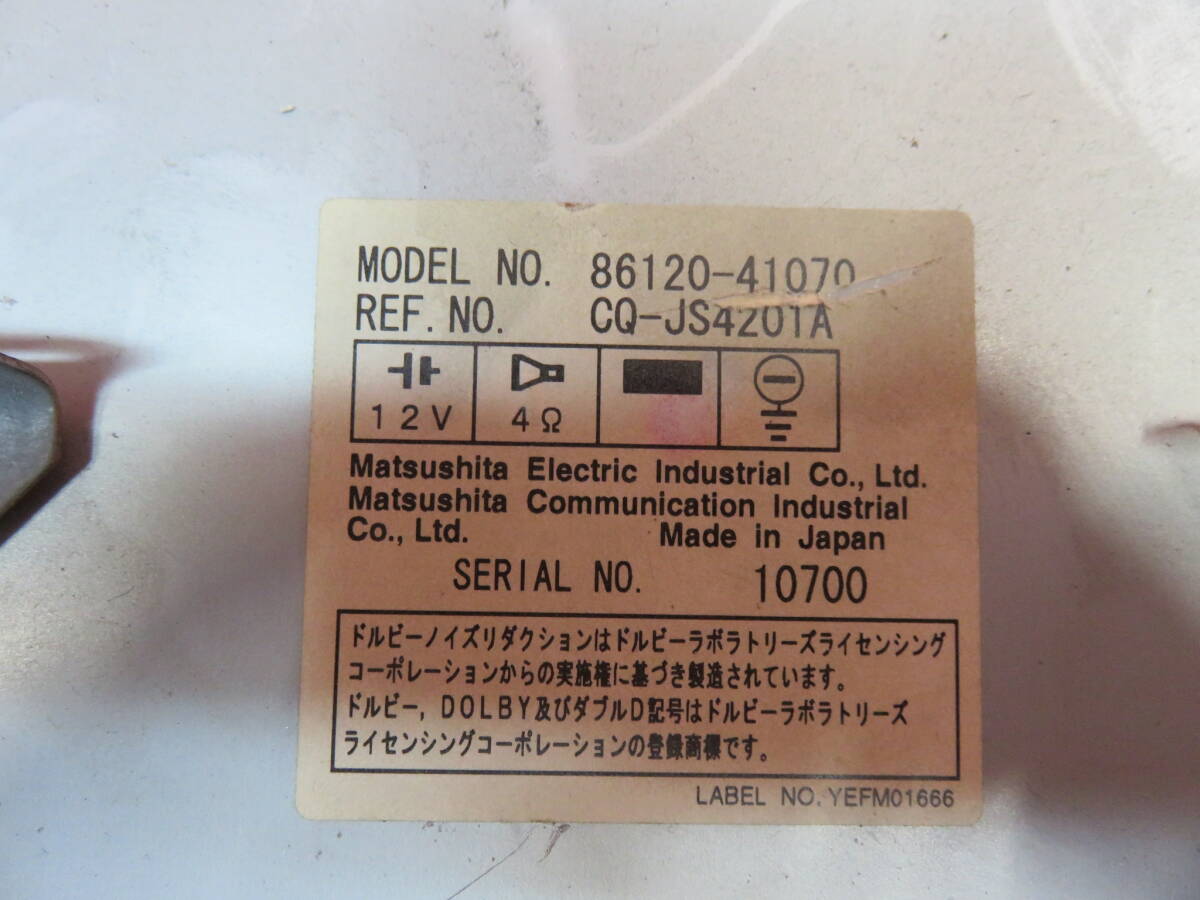 MODEL NO. 86120-41070
REF. NO. CQ-JS4201A
12V 4Ω
Matsushita Electric Industrial Co., Ltd.
Matsushita Communication Industrial
Co., Ltd. Made in Japan
SERIAL NO. 10700
ドルビーノイズリダクションはドルビーラボラトリーズライセンシング
コーポレーションからの実施権に基づき製造されています。
ドルビー, DOLBY及びダブルD記号はドルビーラボラトリーズ
ライセンシングコーポレーションの登録商標です。
LABEL NO. YEFM01666